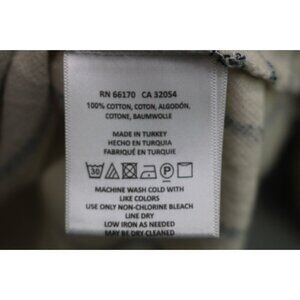 RN 66170 CA 32054
100% COTTON, COTON, ALGODÓN,
COTONE, BAUMWOLLE
MADE IN TURKEY
HECHO EN TURQUIA
FABRIQUÉ EN TURQUIE
30 P
MACHINE WASH COLD WITH
LIKE COLORS
USE ONLY NON-CHLORINE BLEACH
LINE DRY
LOW IRON AS NEEDED
MAY BE DRY CLEANED